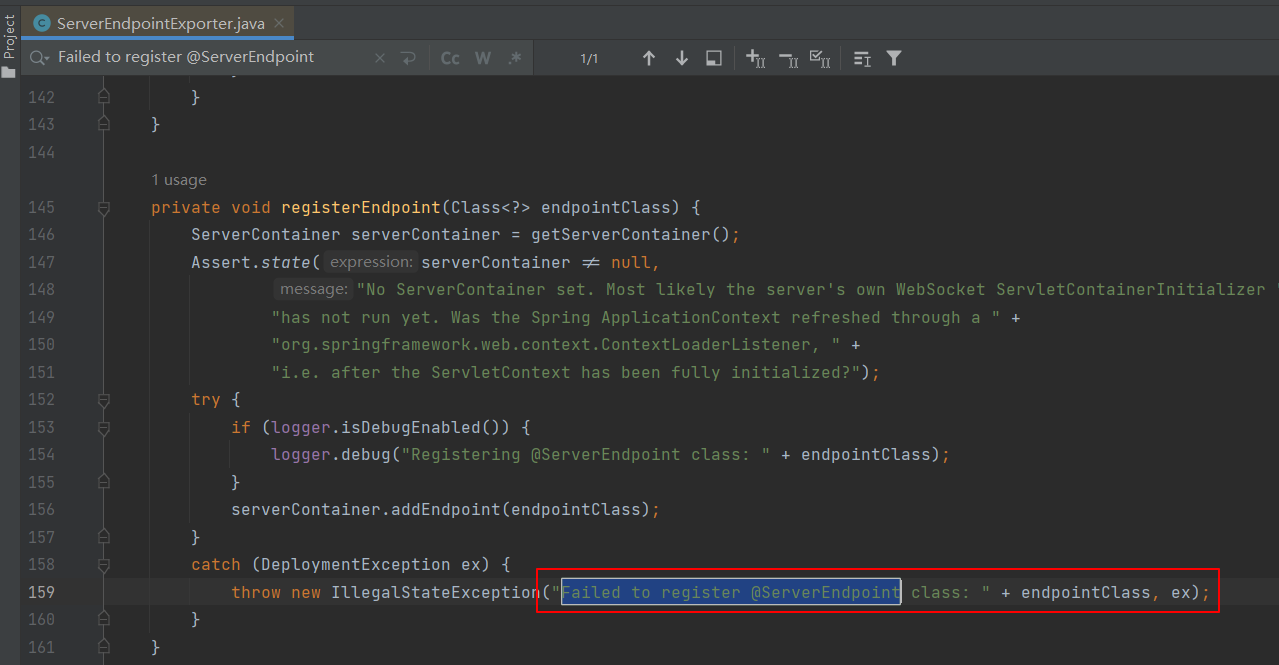 Project
ServerEndpointExporter.java
Failed to register @ServerEndpoint Cc W .* 1/1
142 }
143 }
144
1 usage
145 private void registerEndpoint(Class<?> endpointClass) {
146 ServerContainer serverContainer = getServerContainer();
147 Assert.state( expression: serverContainer ≠ null,
148 message: "No ServerContainer set. Most likely the server's own WebSocket ServletContainerInitializer "
149 "has not run yet. Was the Spring ApplicationContext refreshed through a " +
150 "org.springframework.web.context.ContextLoaderListener, " +
151 "i.e. after the ServletContext has been fully initialized?");
152 try {
153 if (logger.isDebugEnabled()) {
154 logger.debug("Registering @ServerEndpoint class: " + endpointClass);
155 }
156 serverContainer.addEndpoint(endpointClass);
157 }
158 catch (DeploymentException ex) {
159 throw new IllegalStateException("Failed to register @ServerEndpoint class: " + endpointClass, ex);
160 }
161 }